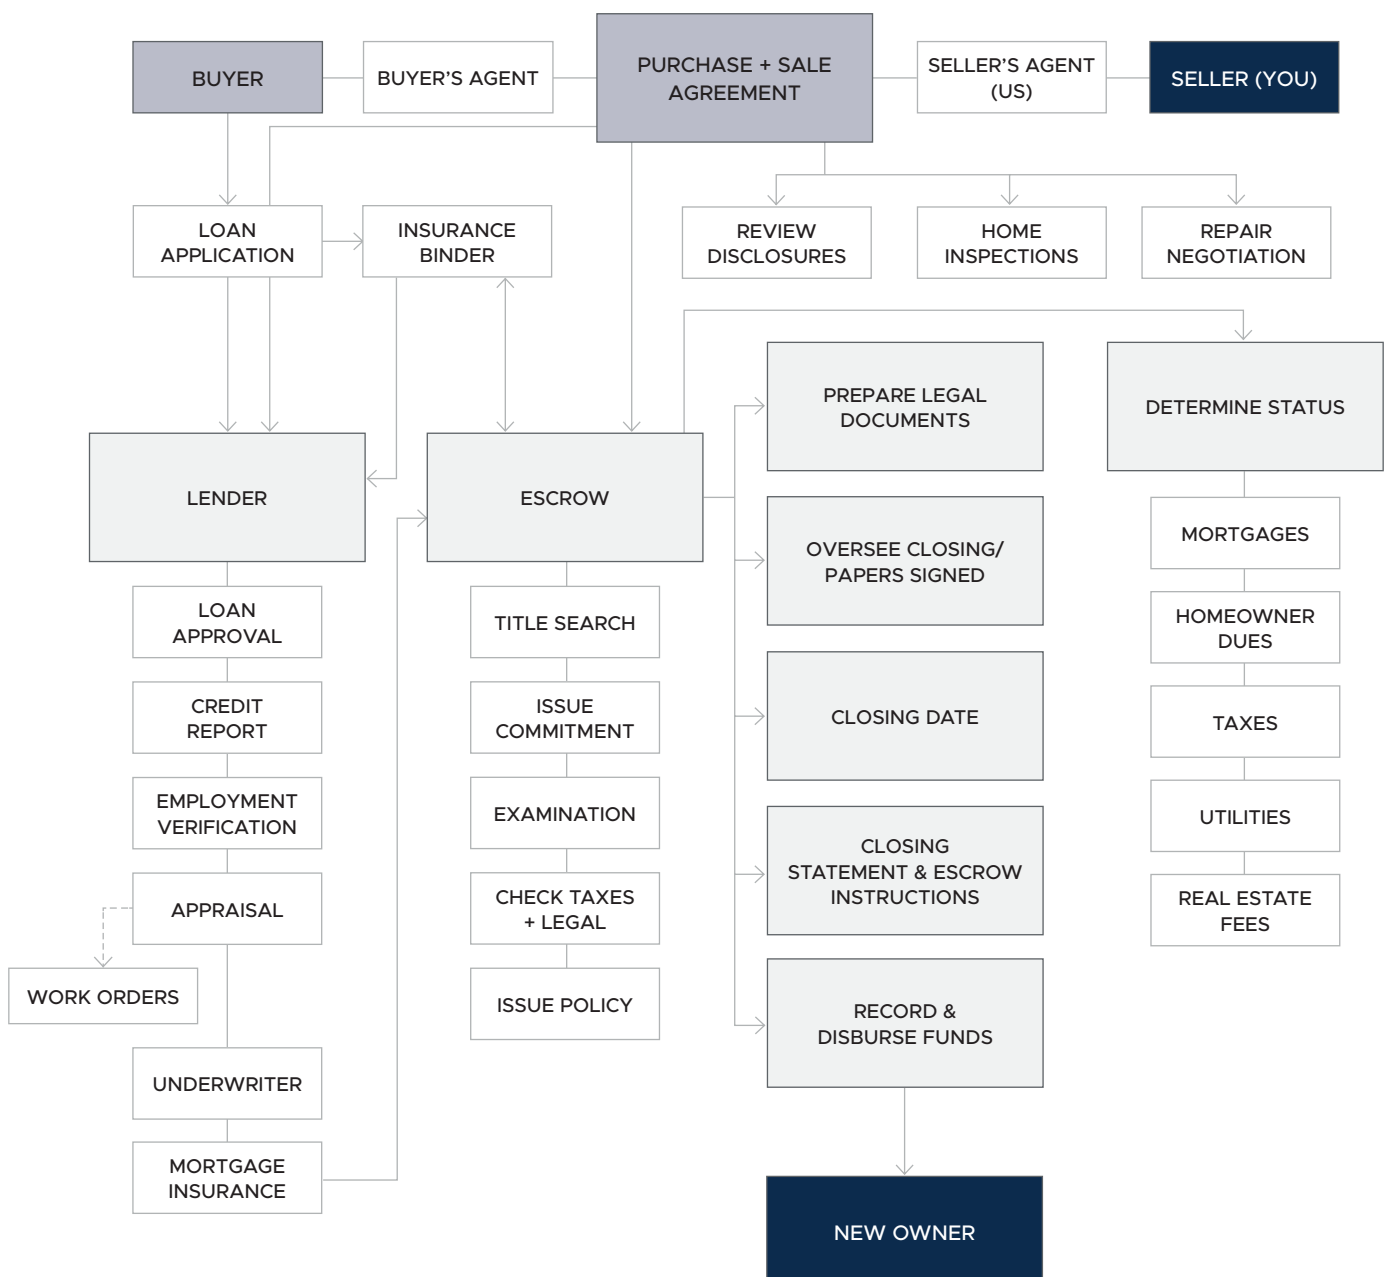 BUYER
BUYER'S AGENT
PURCHASE + SALE
AGREEMENT
SELLER'S AGENT
(US)
SELLER (YOU)
LOAN
APPLICATION
INSURANCE
BINDER
REVIEW
DISCLOSURES
HOME
INSPECTIONS
REPAIR
NEGOTIATION
LENDER
LOAN
APPROVAL
CREDIT
REPORT
EMPLOYMENT
VERIFICATION
APPRAISAL
WORK ORDERS
UNDERWRITER
MORTGAGE
INSURANCE
ESCROW
TITLE SEARCH
ISSUE
COMMITMENT
EXAMINATION
CHECK TAXES
+ LEGAL
ISSUE POLICY
PREPARE LEGAL
DOCUMENTS
OVERSEE CLOSING/
PAPERS SIGNED
CLOSING DATE
CLOSING
STATEMENT & ESCROW
INSTRUCTIONS
RECORD &
DISBURSE FUNDS
NEW OWNER
DETERMINE STATUS
MORTGAGES
HOMEOWNER
DUES
TAXES
UTILITIES
REAL ESTATE
FEES